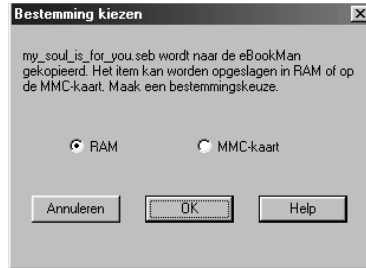 Bestemming kiezen
my_soul_is_for_you.seb wordt naar de eBookMan
gekopieerd. Het item kan worden opgeslagen in RAM of op
de MMC-kaart. Maak een bestemmingskeuze.
RAM MMC-kaart
Annuleren OK Help